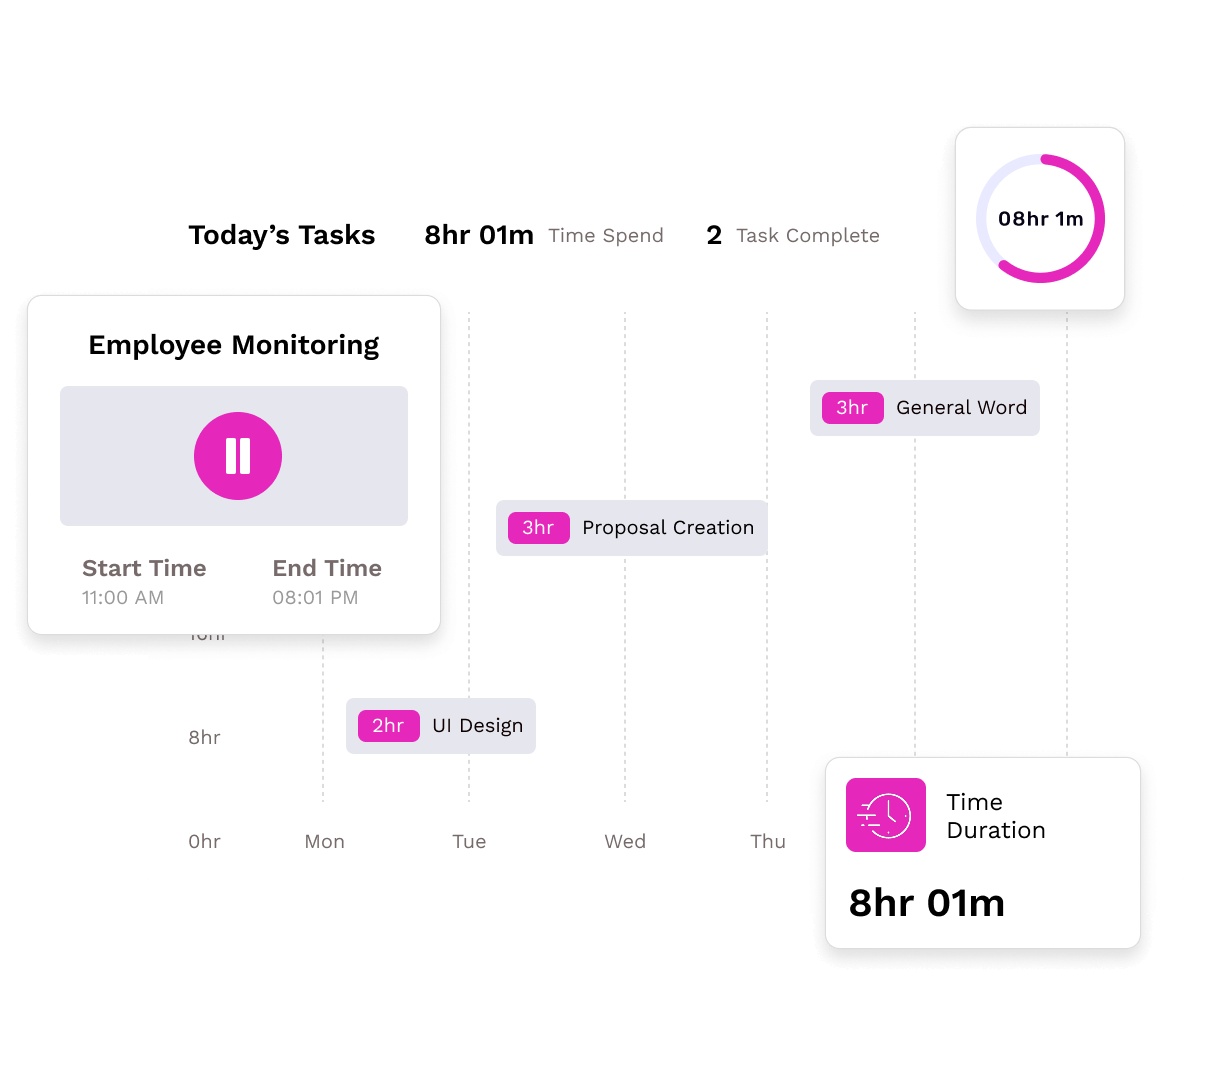 08hr 1m
Today’s Tasks 8hr 01m Time Spend 2 Task Complete
Employee Monitoring
3hr General Word
3hr Proposal Creation
Start Time End Time
11:00 AM 08:01 PM
2hr UI Design
8hr
Time
Duration
0hr Mon Tue Wed Thu
8hr 01m